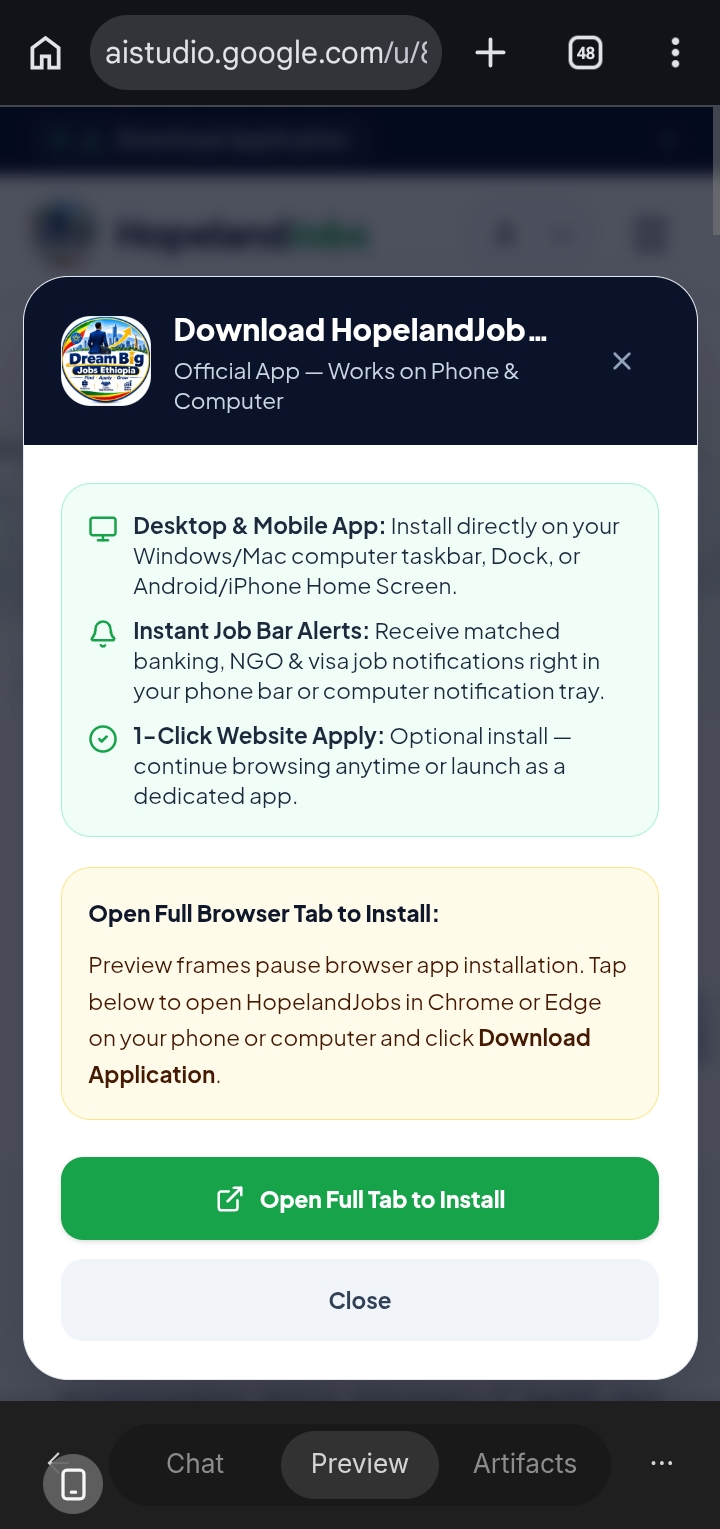 aistudio.google.com/u/8
48
HopelandJobs
Download HopelandJob...
Official App — Works on Phone &
Computer
Dream Big
Jobs Ethiopia
Desktop & Mobile App: Install directly on your
Windows/Mac computer taskbar, Dock, or
Android/iPhone Home Screen.
Instant Job Bar Alerts: Receive matched
banking, NGO & visa job notifications right in
your phone bar or computer notification tray.
1-Click Website Apply: Optional install —
continue browsing anytime or launch as a
dedicated app.
Open Full Browser Tab to Install:
Preview frames pause browser app installation. Tap
below to open HopelandJobs in Chrome or Edge
on your phone or computer and click Download
Application.
Open Full Tab to Install
Close
Chat
Preview
Artifacts